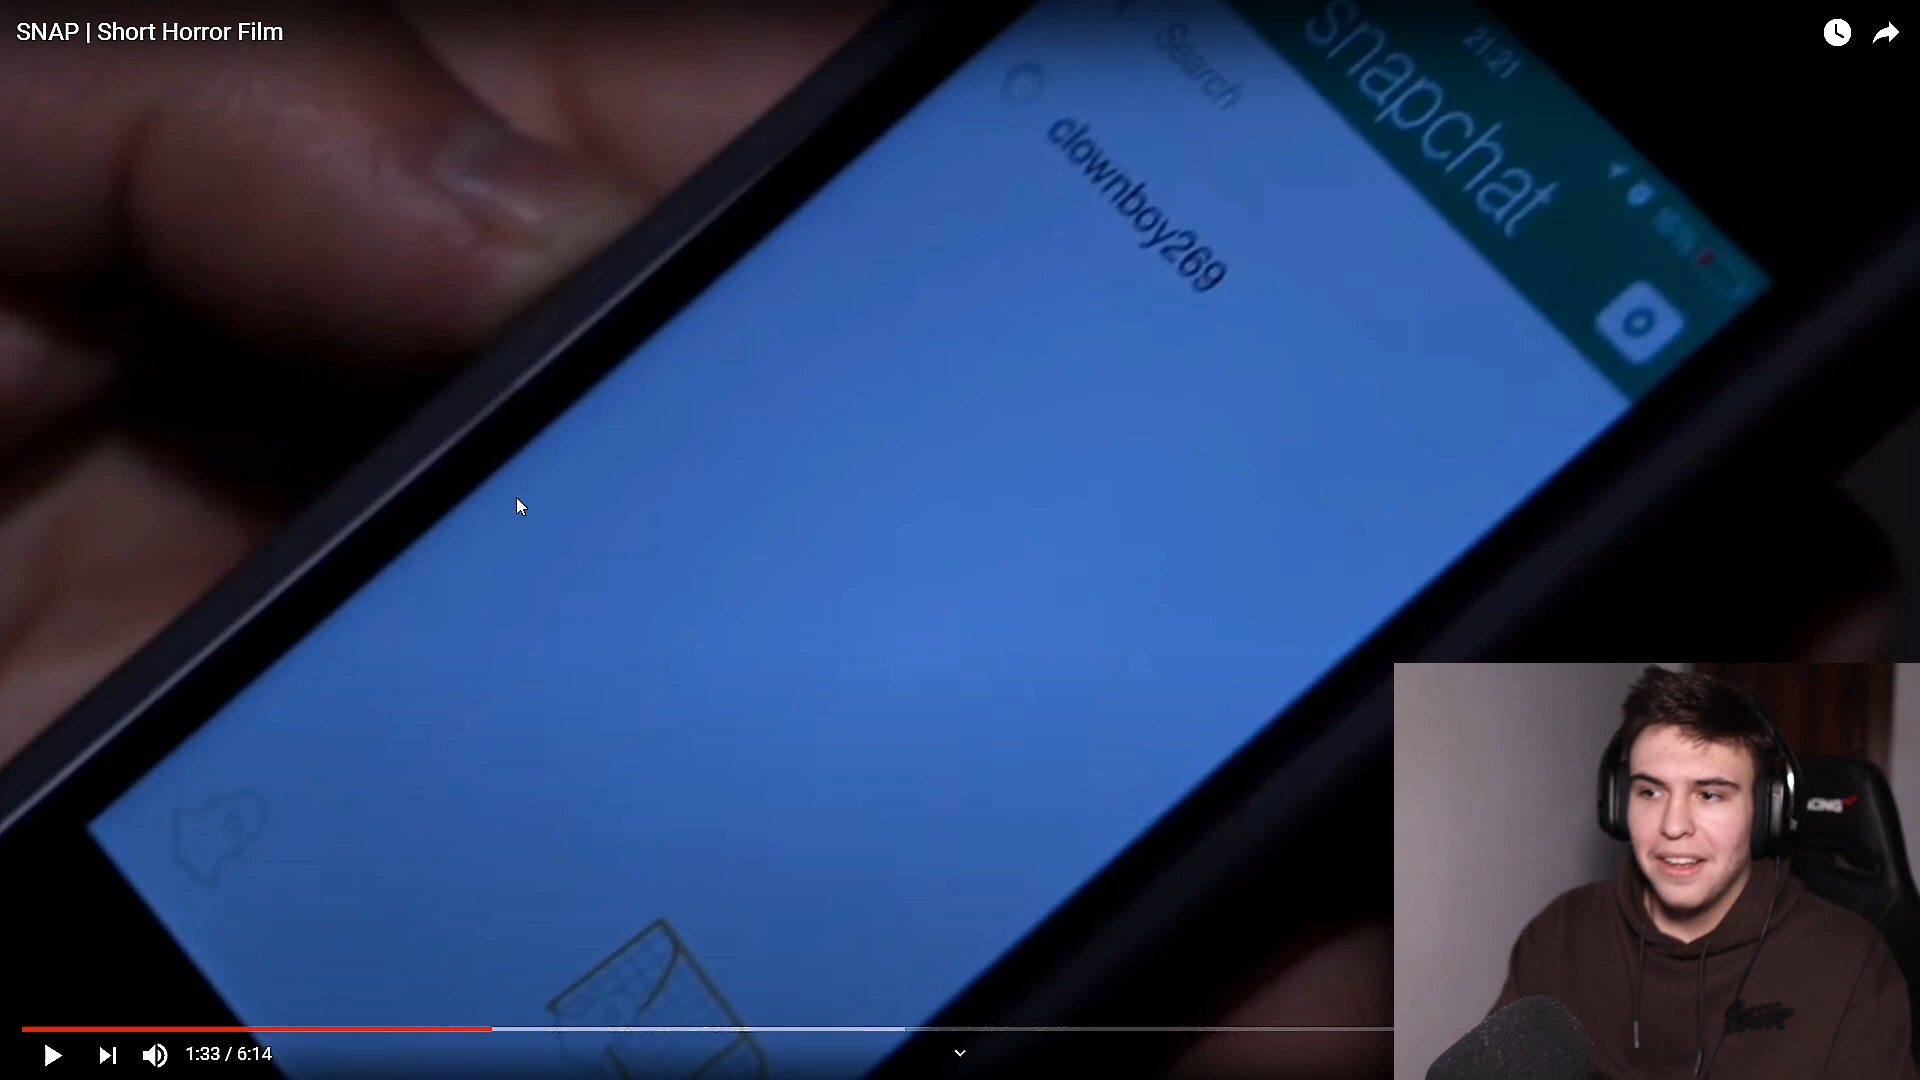 SNAP | Short Horror Film
21:21
snapchat
Search
clownboy269
1:33 / 6:14